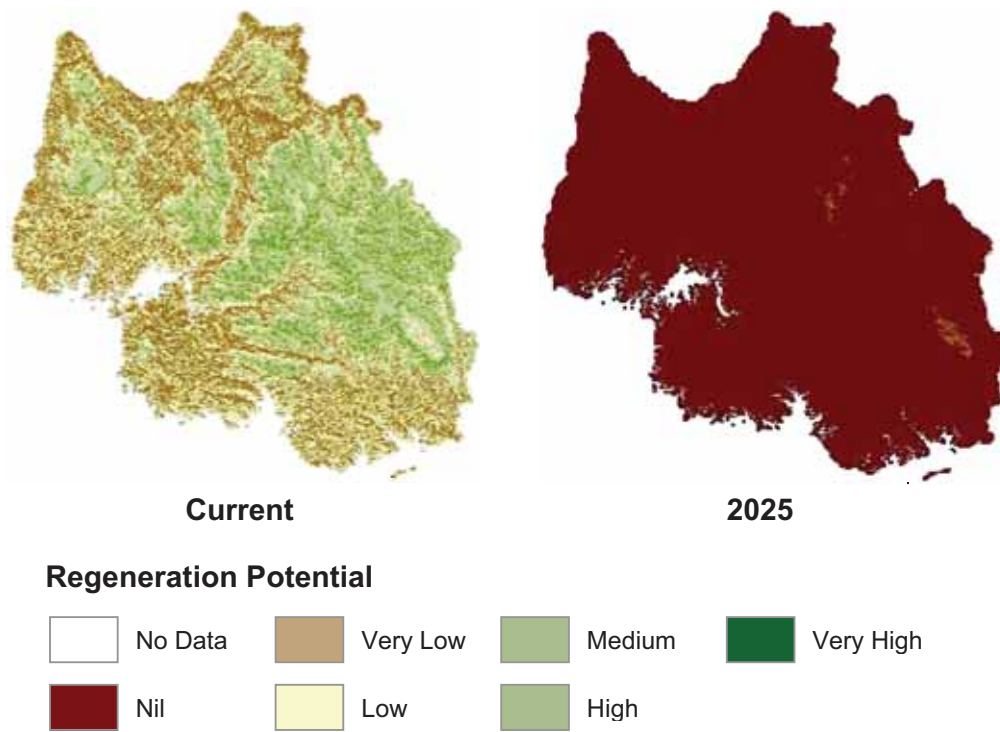 Current 2025
Regeneration Potential
No Data Very Low Medium Very High
Nil Low High